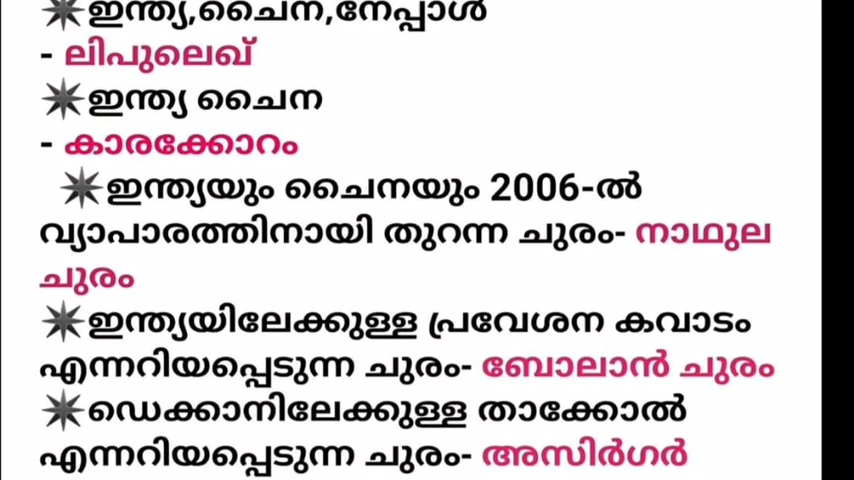 ✴ഇന്ത്യ,ചൈന,നേപ്പാൾ
- ലിപുലെഖ്
✴ഇന്ത്യ ചൈന
- കാരക്കോറം
✴ഇന്ത്യയും ചൈനയും 2006-ൽ
വ്യാപാരത്തിനായി തുറന്ന ചുരം- നാഥുല
ചുരം
✴ഇന്ത്യയിലേക്കുള്ള പ്രവേശന കവാടം
എന്നറിയപ്പെടുന്ന ചുരം- ബോലാൻ ചുരം
✴ഡെക്കാനിലേക്കുള്ള താക്കോൽ
എന്നറിയപ്പെടുന്ന ചുരം- അസിർഗർ